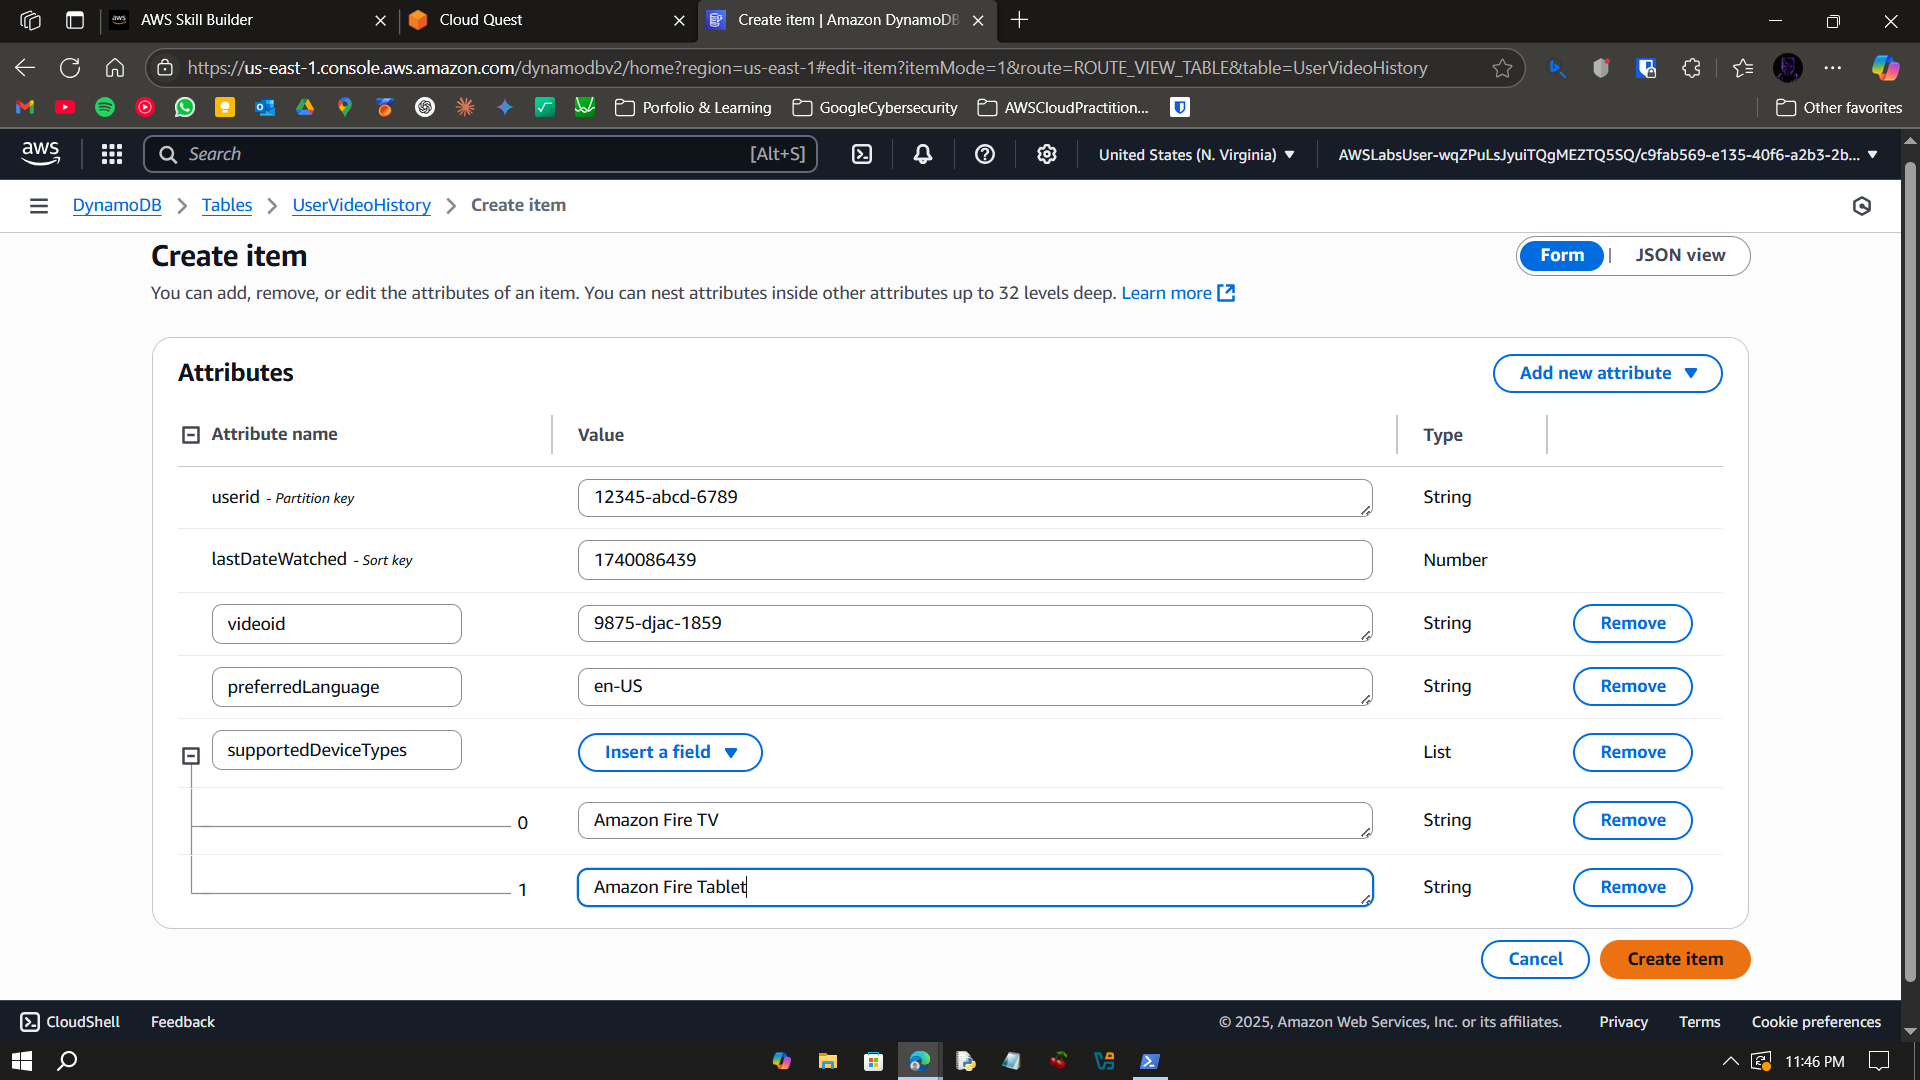 AWS Skill Builder
Cloud Quest
Create item | Amazon DynamoDB
https://us-east-1.console.aws.amazon.com/dynamodbv2/home?region=us-east-1#edit-item?itemMode=1&route=ROUTE_VIEW_TABLE&table=UserVideoHistory
Porfolio & Learning
GoogleCybersecurity
AWSCloudPractition...
Other favorites
aws
Search
[Alt+S]
United States (N. Virginia)
AWSLabsUser-wqZPuLsJyuiTQgMEZTQ5SQ/c9fab569-e135-40f6-a2b3-2b...
DynamoDB
Tables
UserVideoHistory
Create item
Create item
Form | JSON view
You can add, remove, or edit the attributes of an item. You can nest attributes inside other attributes up to 32 levels deep. Learn more
Attributes
Add new attribute
Attribute name
Value
Type
userid - Partition key
12345-abcd-6789
String
lastDateWatched - Sort key
1740086439
Number
videoid
9875-djac-1859
String
Remove
preferredLanguage
en-US
String
Remove
supportedDeviceTypes
Insert a field
List
Remove
0
Amazon Fire TV
String
Remove
1
Amazon Fire Tablet
String
Remove
Cancel
Create item
CloudShell
Feedback
© 2025, Amazon Web Services, Inc. or its affiliates.
Privacy
Terms
Cookie preferences
11:46 PM